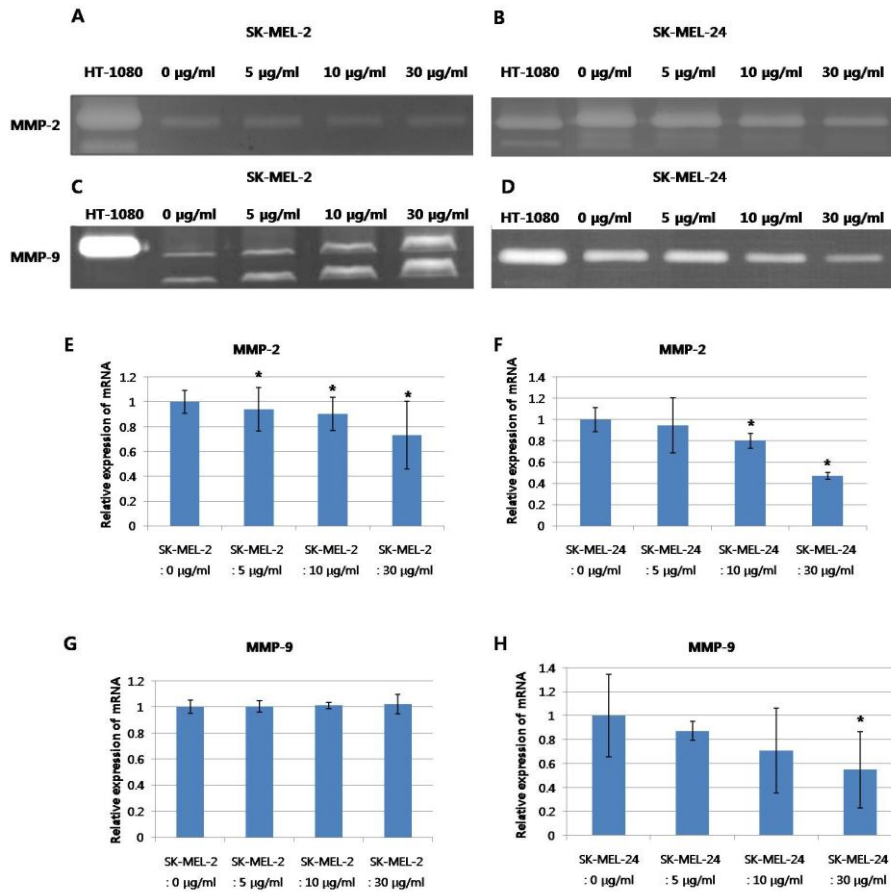 A
SK-MEL-2
HT-1080 0 µg/ml 5 µg/ml 10 µg/ml 30 µg/ml
MMP-2
B
SK-MEL-24
HT-1080 0 µg/ml 5 µg/ml 10 µg/ml 30 µg/ml
C
SK-MEL-2
HT-1080 0 µg/ml 5 µg/ml 10 µg/ml 30 µg/ml
MMP-9
D
SK-MEL-24
HT-1080 0 µg/ml 5 µg/ml 10 µg/ml 30 µg/ml
E
MMP-2
Relative expression of mRNA
1.2
1
0.8
0.6
0.4
0.2
0
* * *
SK-MEL-2 SK-MEL-2 SK-MEL-2 SK-MEL-2
: 0 µg/ml : 5 µg/ml : 10 µg/ml : 30 µg/ml
F
MMP-2
Relative expression of mRNA
1.4
1.2
1
0.8
0.6
0.4
0.2
0
* *
SK-MEL-24 SK-MEL-24 SK-MEL-24 SK-MEL-24
: 0 µg/ml : 5 µg/ml : 10 µg/ml : 30 µg/ml
G
MMP-9
Relative expression of mRNA
1.2
1
0.8
0.6
0.4
0.2
0
SK-MEL-2 SK-MEL-2 SK-MEL-2 SK-MEL-2
: 0 µg/ml : 5 µg/ml : 10 µg/ml : 30 µg/ml
H
MMP-9
Relative expression of mRNA
1.4
1.2
1
0.8
0.6
0.4
0.2
0
*
SK-MEL-24 SK-MEL-24 SK-MEL-24 SK-MEL-24
: 0 µg/ml : 5 µg/ml : 10 µg/ml : 30 µg/ml